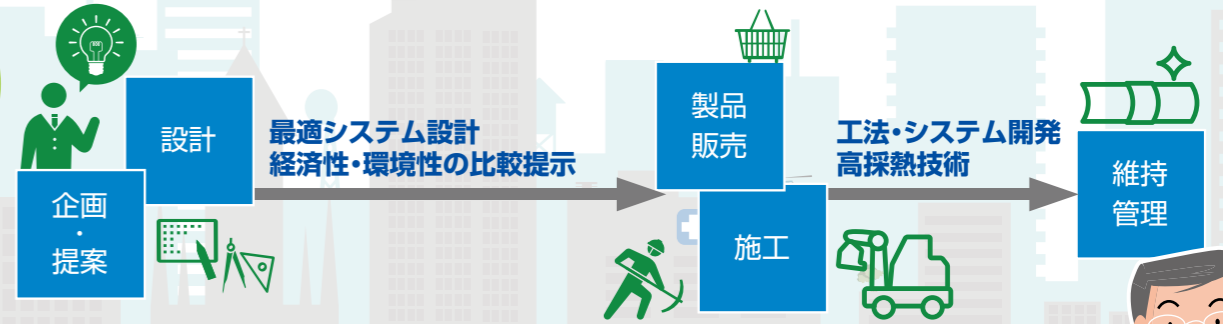 企画
・
提案
設計
最適システム設計
経済性・環境性の比較提示
製品
販売
施工
工法・システム開発
高採熱技術
維持
管理